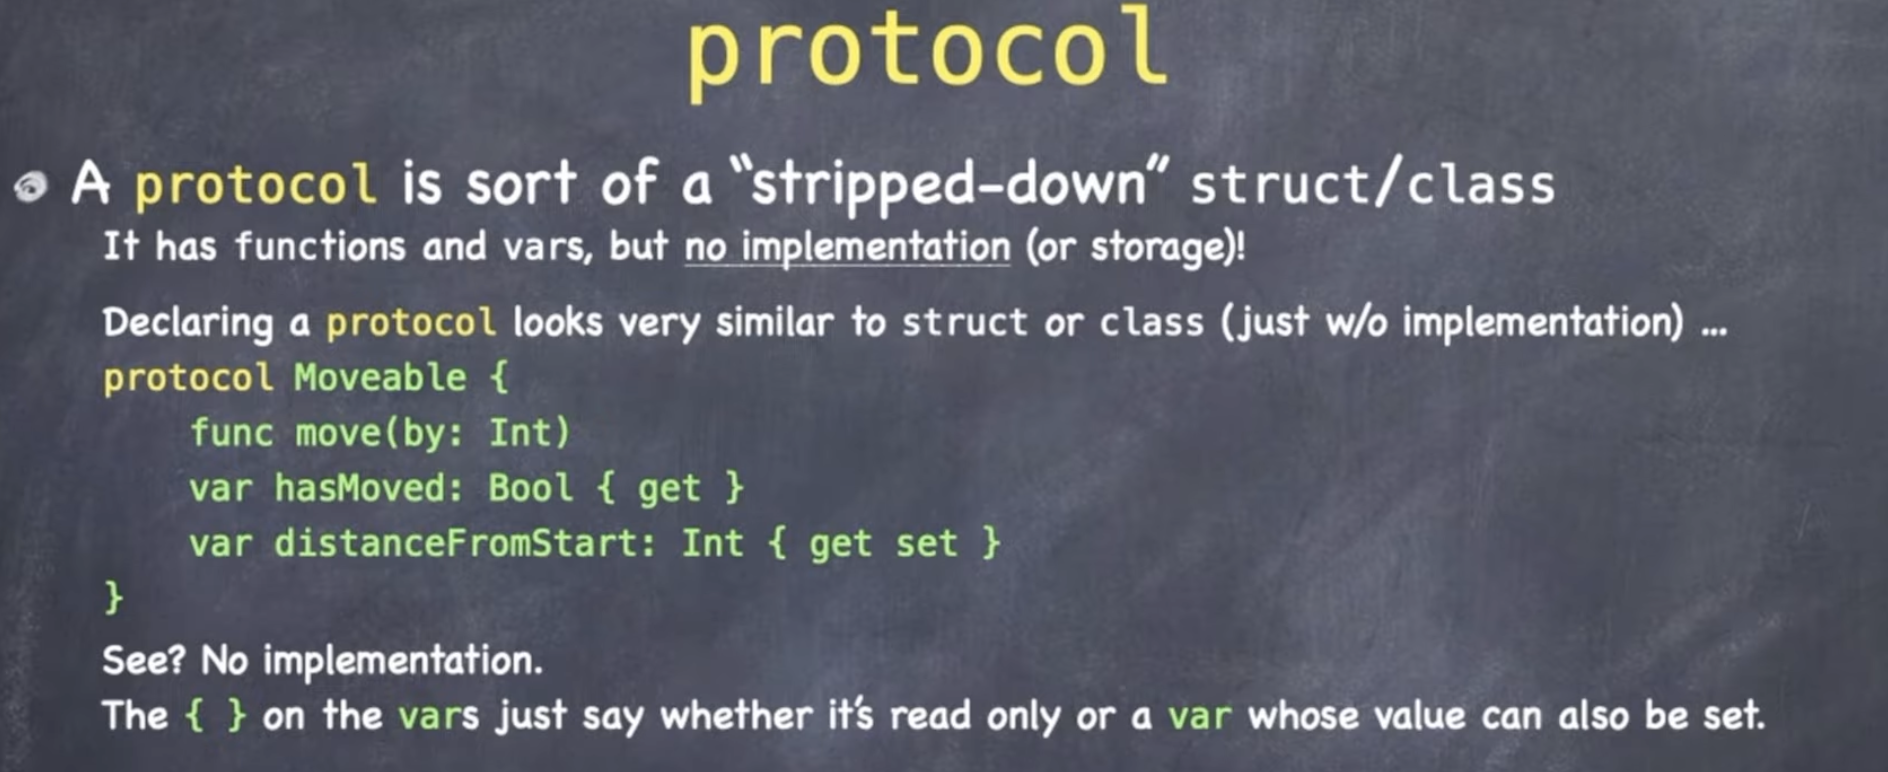 protocol
A protocol is sort of a “stripped-down” struct/class
It has functions and vars, but no implementation (or storage)!
Declaring a protocol looks very similar to struct or class (just w/o implementation) ...
protocol Moveable {
    func move(by: Int)
    var hasMoved: Bool { get }
    var distanceFromStart: Int { get set }
}
See? No implementation.
The { } on the vars just say whether it’s read only or a var whose value can also be set.